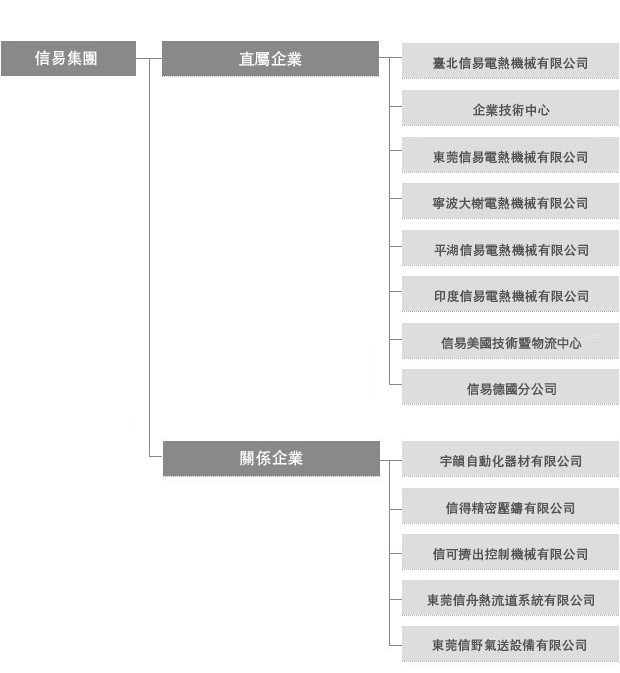 信易集團
直屬企業
臺北信易電熱機械有限公司
企業技術中心
東莞信易電熱機械有限公司
寧波大榭電熱機械有限公司
平湖信易電熱機械有限公司
印度信易電熱機械有限公司
信易美國技術暨物流中心
信易德國分公司
關係企業
宇韻自動化器材有限公司
信得精密壓鑄有限公司
信可擠出控制機械有限公司
東莞信舟熱流道系統有限公司
東莞信野氣送設備有限公司